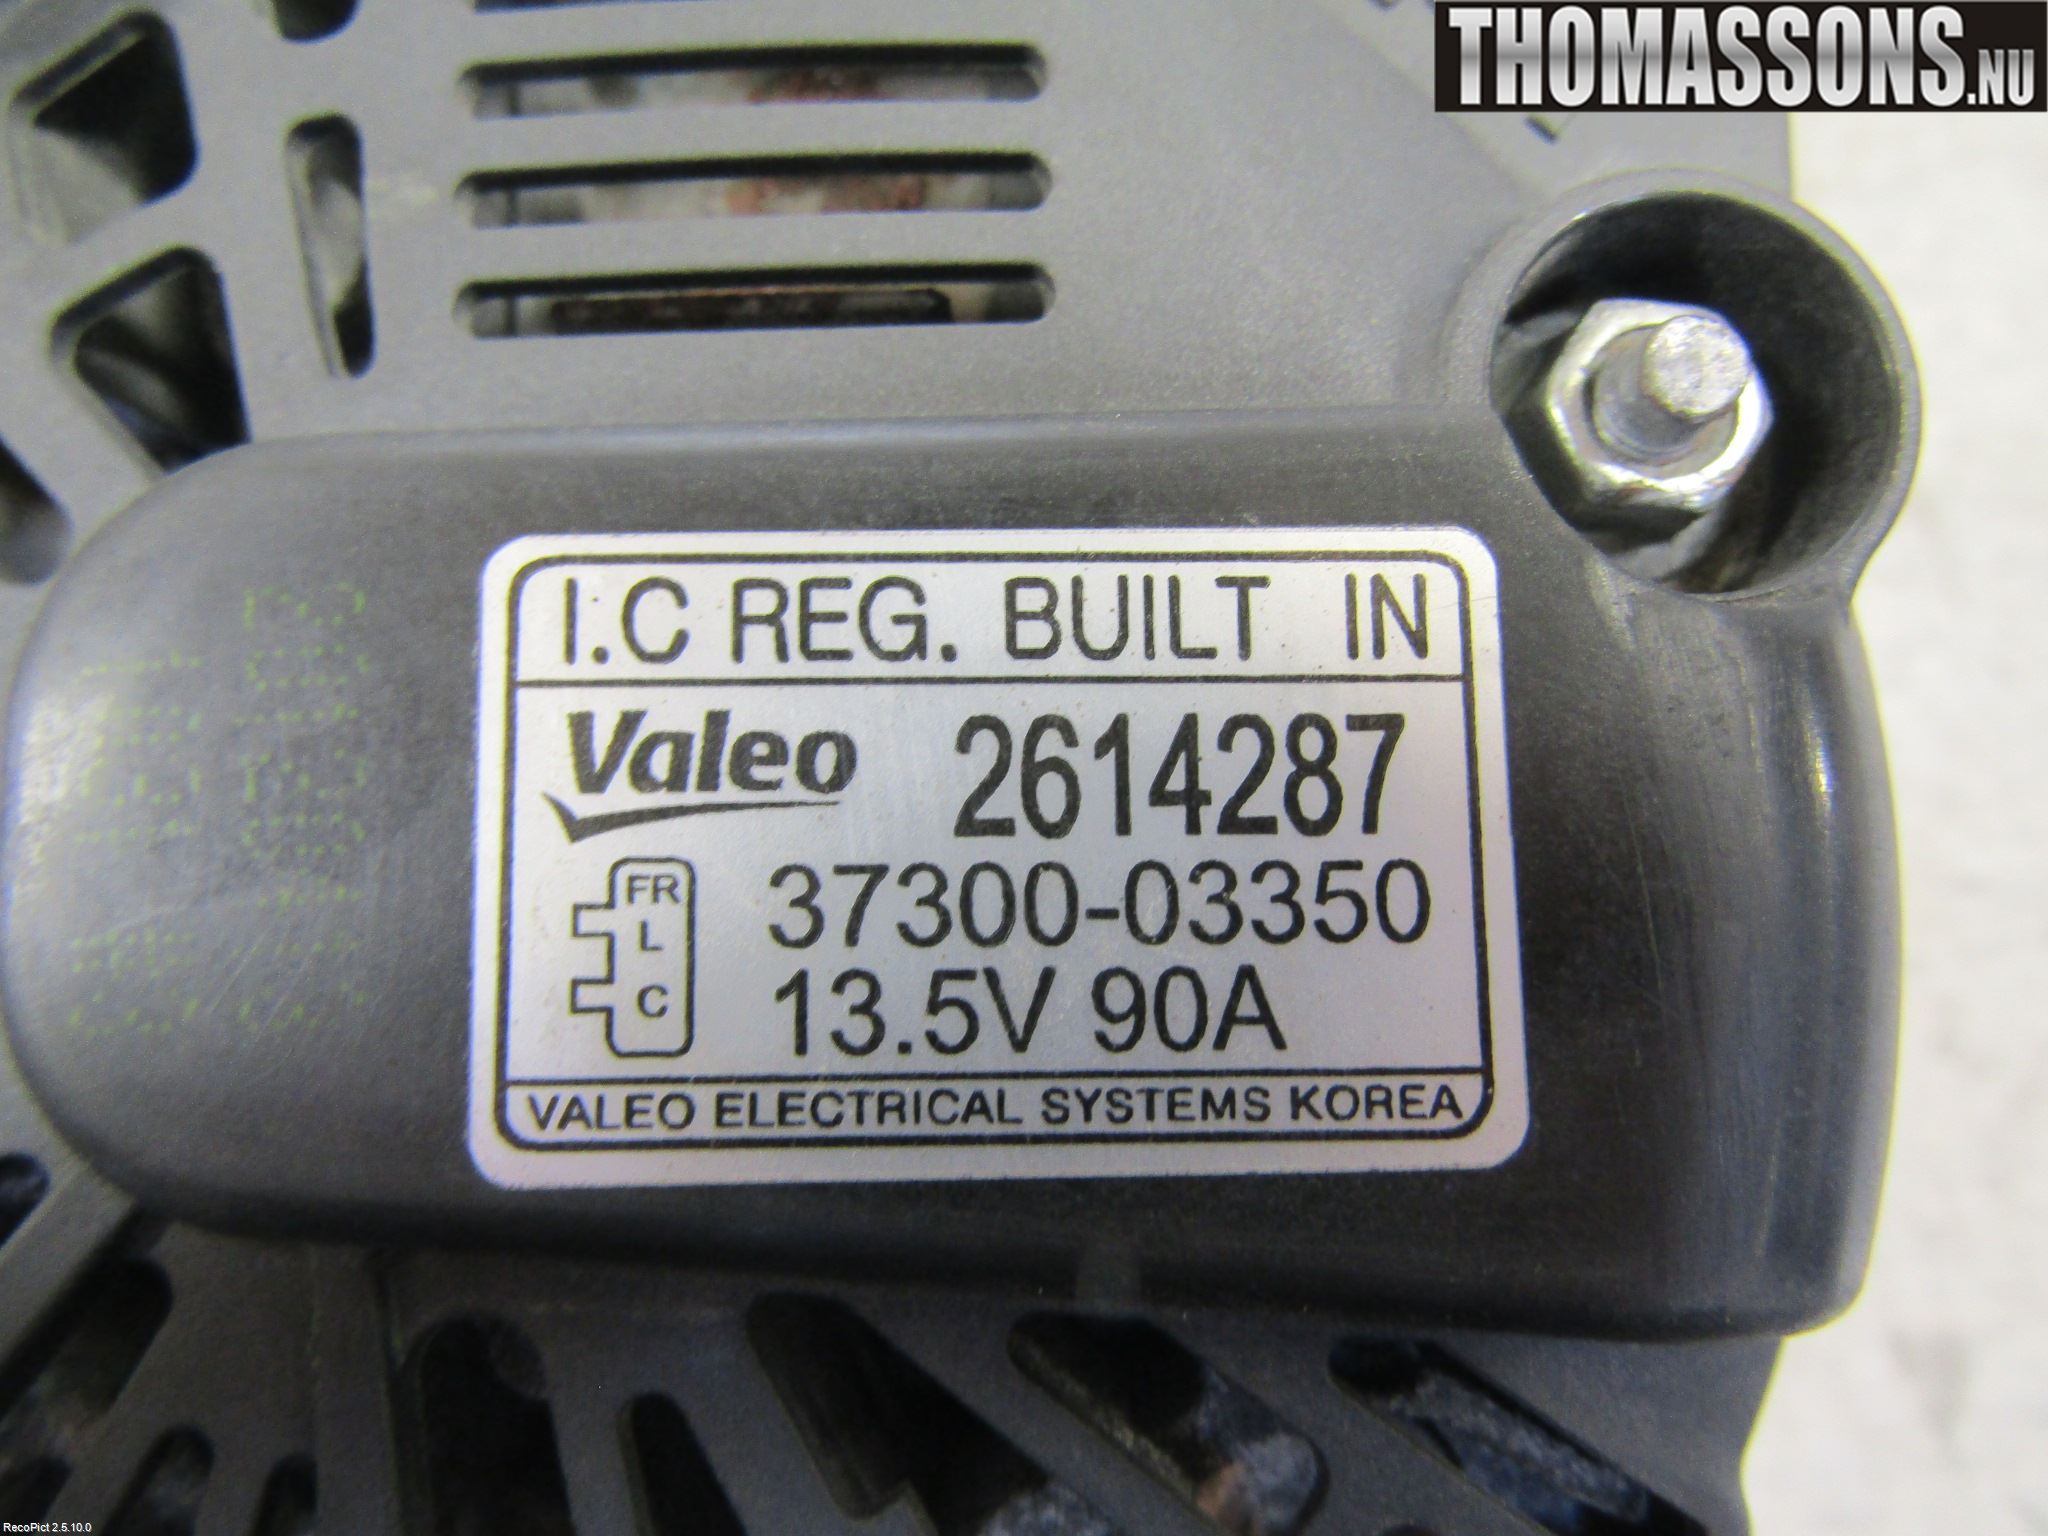 THOMASSONS.NU
I.C REG. BUILT IN
Valeo 2614287
FR
L
C
37300-03350
13.5V 90A
VALEO ELECTRICAL SYSTEMS KOREA
RecoPict 2.5.10.0